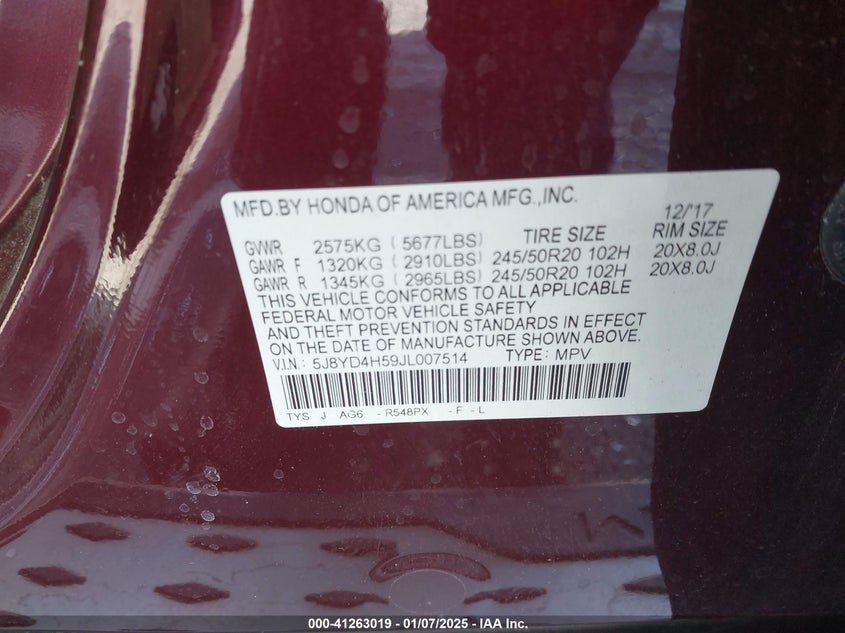 MFD.BY HONDA OF AMERICA MFG.,INC. 12/'17
TIRE SIZE RIM SIZE
GVWR 2575KG ( 5677LBS)
GAWR F 1320KG ( 2910LBS) 245/50R20 102H 20X8.0J
GAWR R 1345KG ( 2965LBS) 245/50R20 102H 20X8.0J
THIS VEHICLE CONFORMS TO ALL APPLICABLE
FEDERAL MOTOR VEHICLE SAFETY
AND THEFT PREVENTION STANDARDS IN EFFECT
ON THE DATE OF MANUFACTURE SHOWN ABOVE.
V.I.N.: 5J8YD4H59JL007514 TYPE: MPV
TYS J AG6 - R548PX - F - L
000-41263019 - 01/07/2025 - IAA Inc.